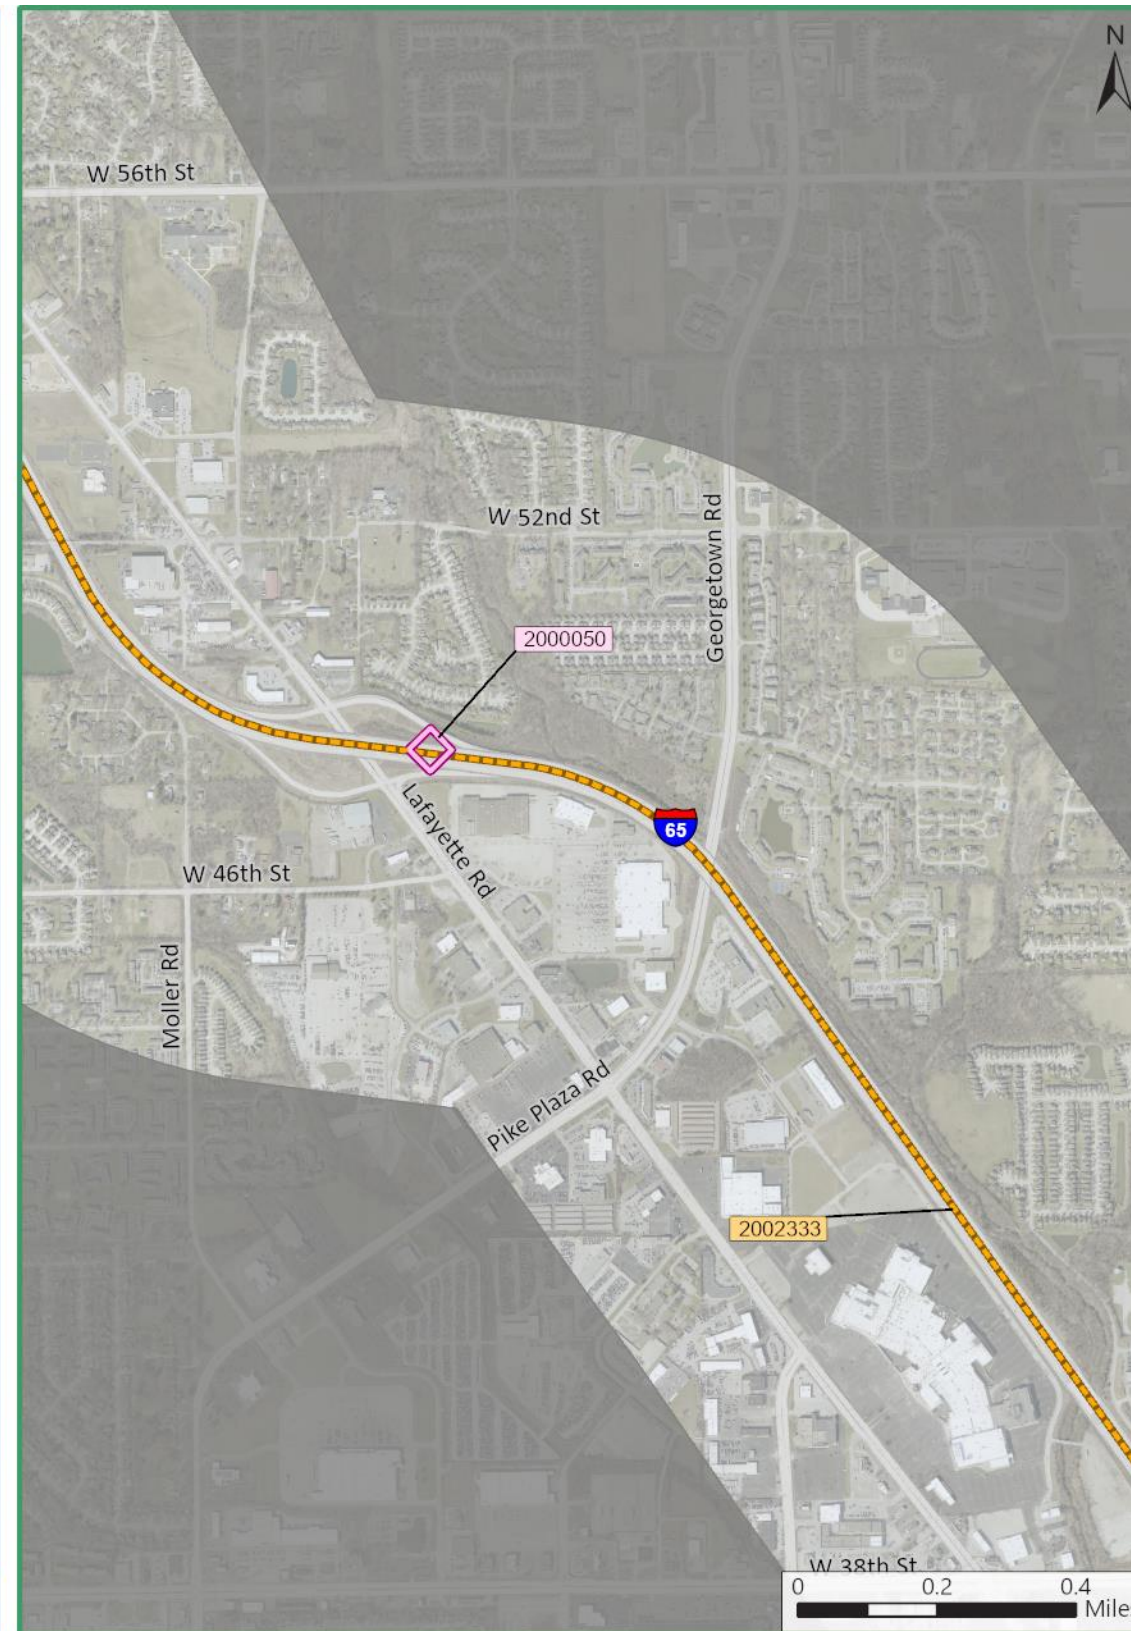 N
W 56th St
W 52nd St
Georgetown Rd
2000050
65
Lafayette Rd
W 46th St
Moller Rd
Pike Plaza Rd
2002333
W 38th St
0 0.2 0.4
Mile